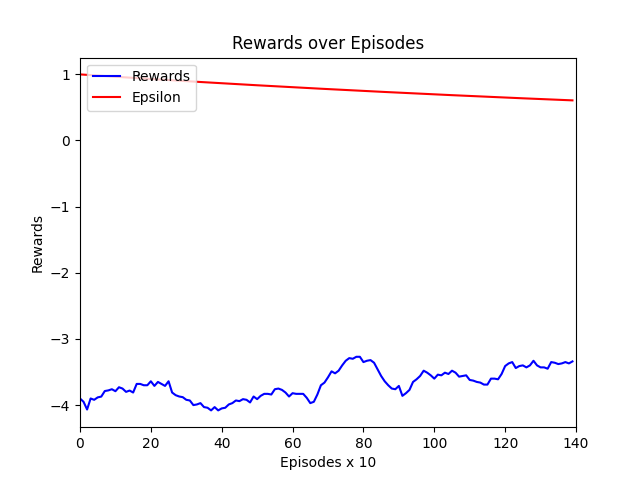 Rewards over Episodes
Rewards
Epsilon
1
0
−1
−2
−3
−4
Rewards
0 20 40 60 80 100 120 140
Episodes x 10